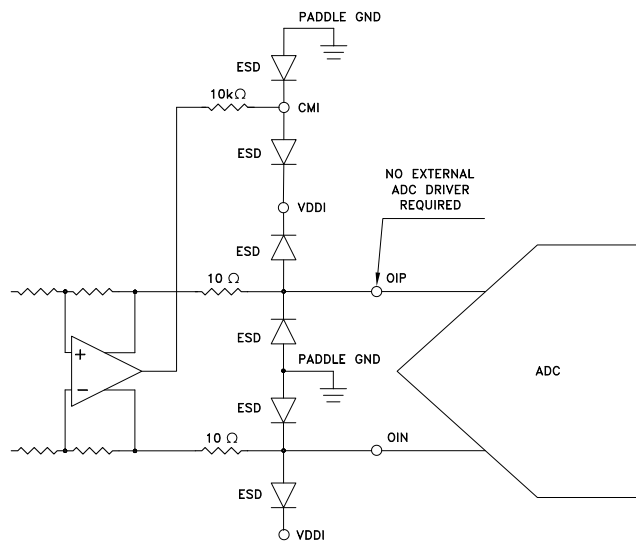 PADDLE GND
ESD
10kΩ
CMI
ESD
NO EXTERNAL
ADC DRIVER
REQUIRED
VDDI
ESD
10 Ω
OIP
ESD
PADDLE GND
+
ADC
−
ESD
10 Ω
OIN
ESD
VDDI